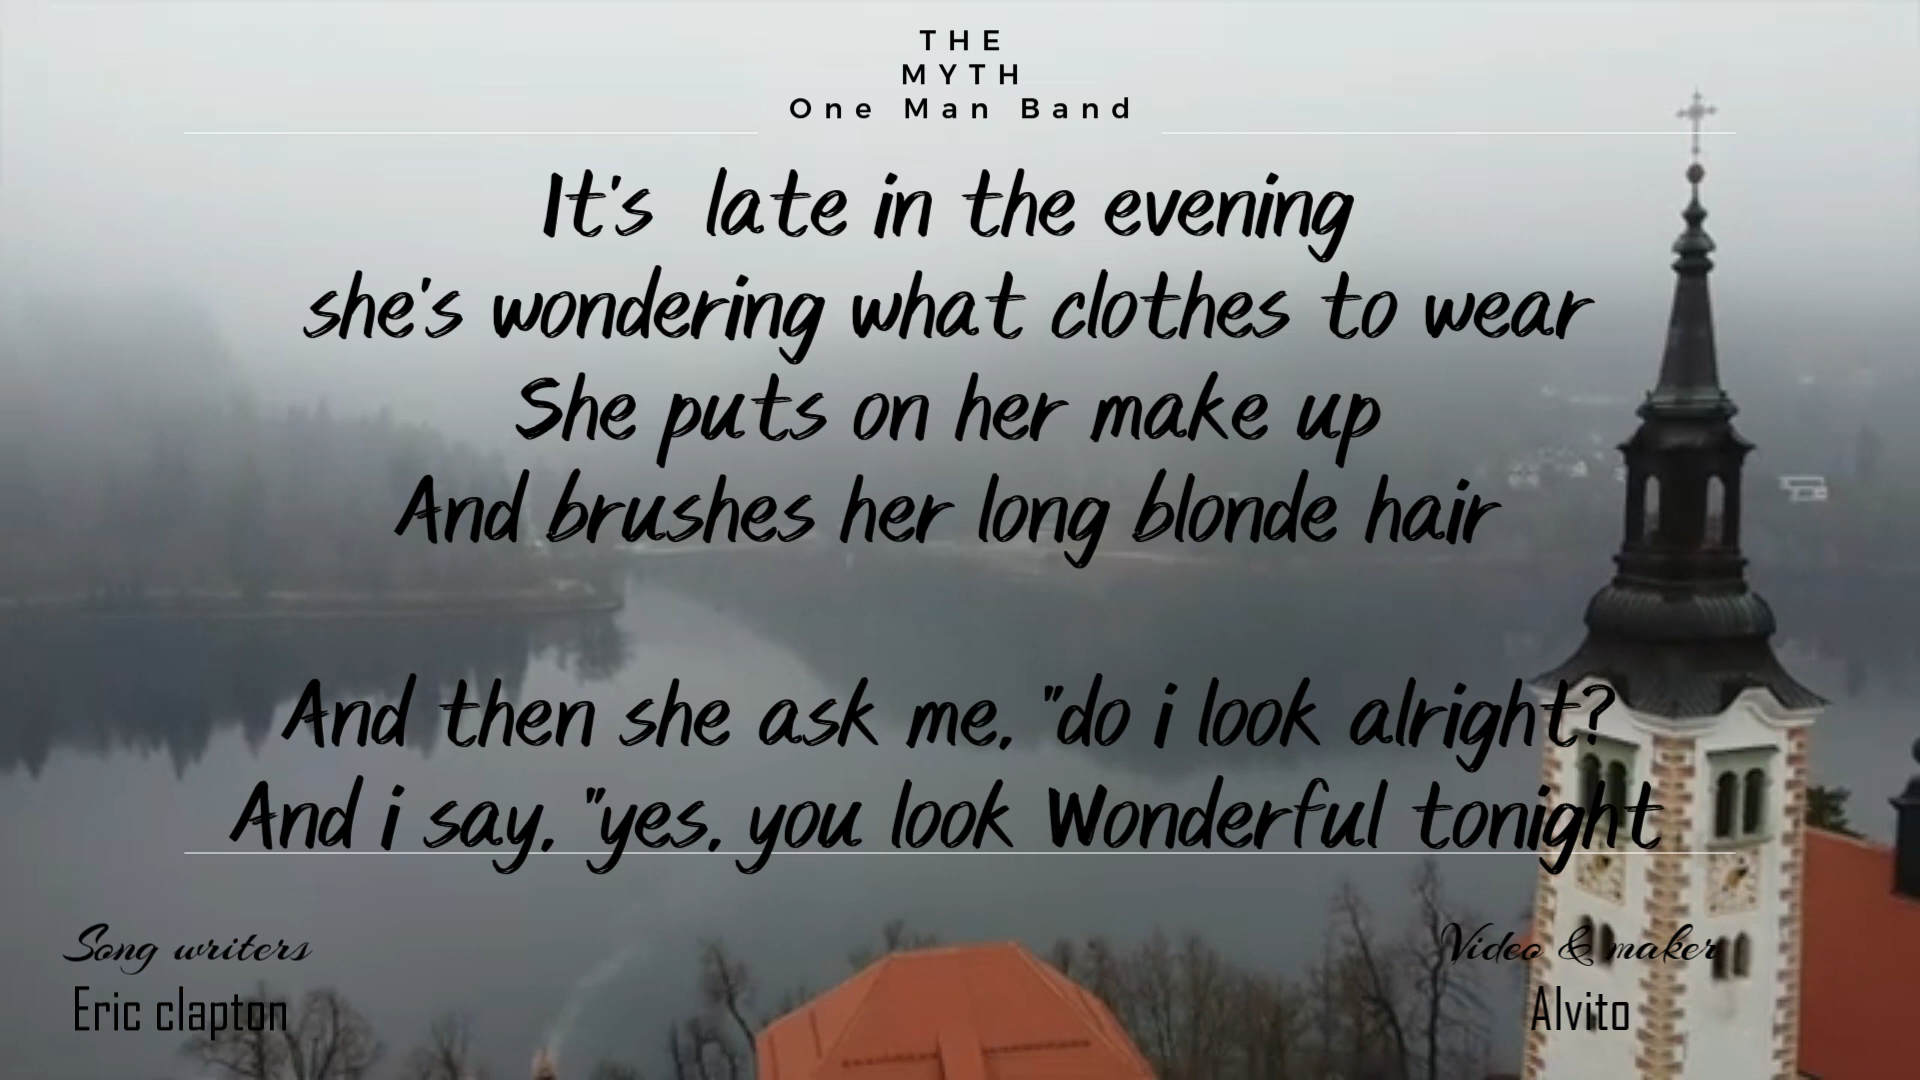 THE
MYTH
One Man Band
It's late in the evening
she's wondering what clothes to wear
She puts on her make up
And brushes her long blonde hair
And then she ask me, "do i look alright?
And i say, "yes, you look Wonderful tonight
Song writers
Eric clapton
Video & maker
Alvito